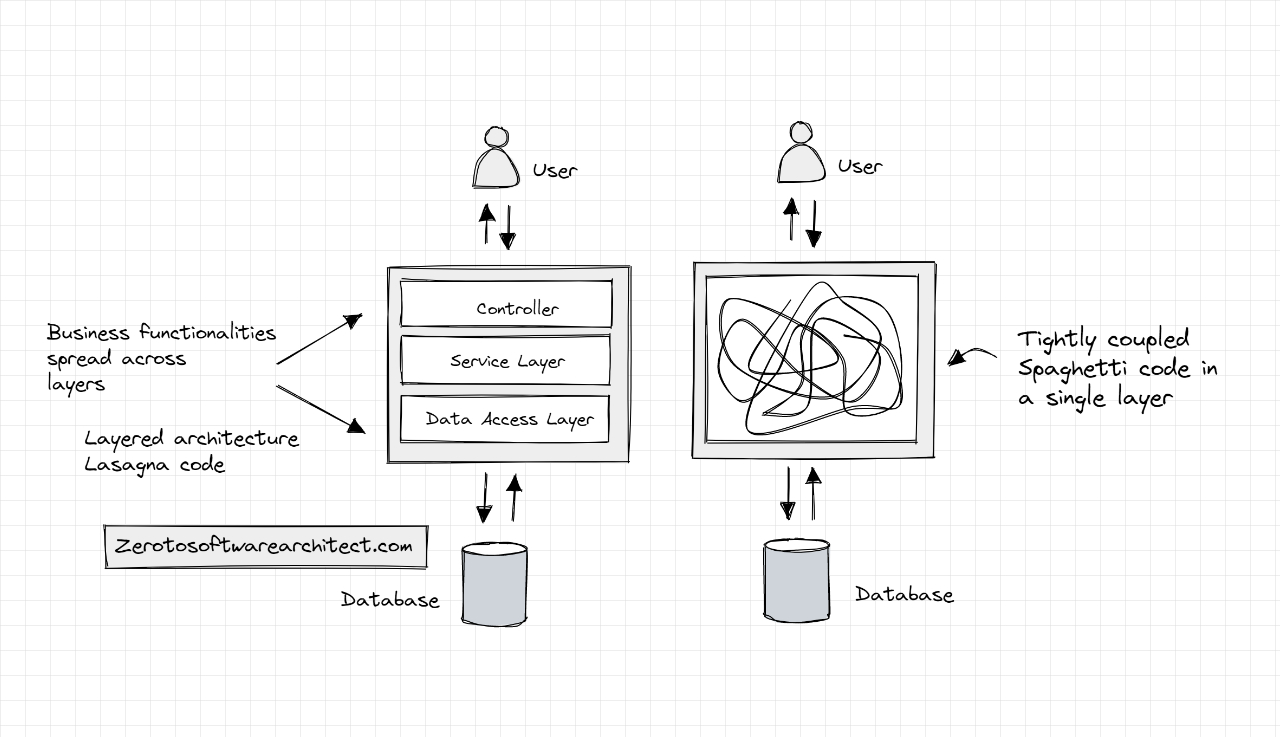 User
User
Controller
Service Layer
Data Access Layer
Business functionalities
spread across
layers
Layered architecture
Lasagna code
Tightly coupled
Spaghetti code in
a single layer
Zerotosoftwarearchitect.com
Database
Database